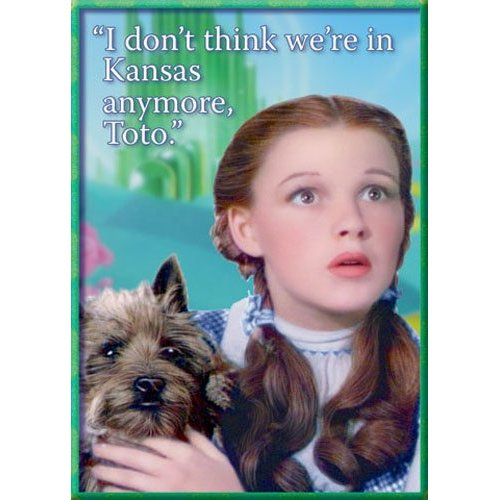 “I don’t think we’re in
Kansas
anymore,
Toto.”